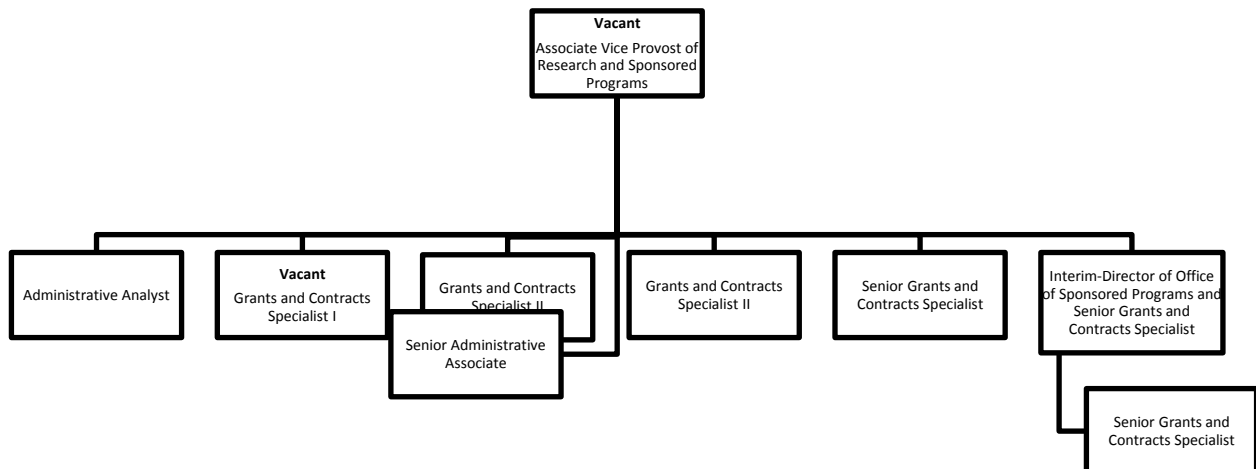 Vacant
Associate Vice Provost of
Research and Sponsored
Programs
Administrative Analyst
Vacant
Grants and Contracts
Specialist I
Grants and Contracts
Specialist II
Senior Administrative
Associate
Grants and Contracts
Specialist II
Senior Grants and
Contracts Specialist
Interim-Director of Office
of Sponsored Programs and
Senior Grants and
Contracts Specialist
Senior Grants and
Contracts Specialist